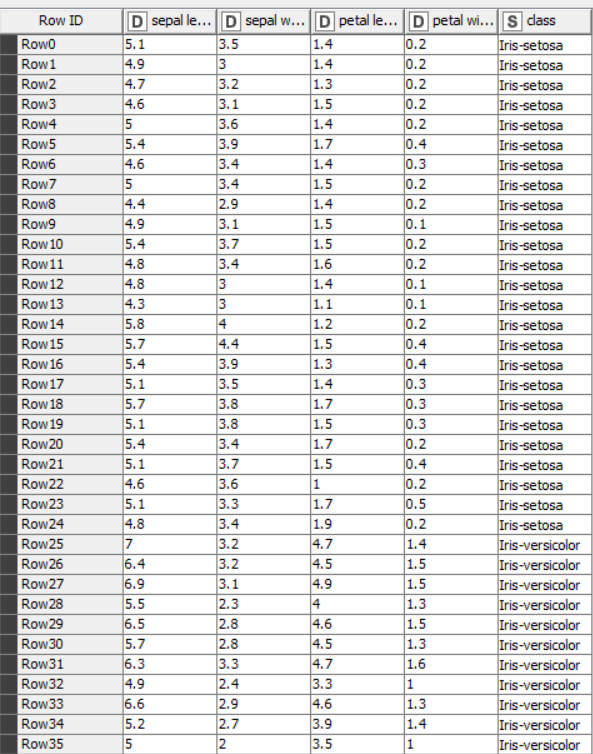 Row ID D sepal le... D sepal w... D petal le... D petal wi... S class
Row0 5.1 3.5 1.4 0.2 Iris-setosa
Row1 4.9 3 1.4 0.2 Iris-setosa
Row2 4.7 3.2 1.3 0.2 Iris-setosa
Row3 4.6 3.1 1.5 0.2 Iris-setosa
Row4 5 3.6 1.4 0.2 Iris-setosa
Row5 5.4 3.9 1.7 0.4 Iris-setosa
Row6 4.6 3.4 1.4 0.3 Iris-setosa
Row7 5 3.4 1.5 0.2 Iris-setosa
Row8 4.4 2.9 1.4 0.2 Iris-setosa
Row9 4.9 3.1 1.5 0.1 Iris-setosa
Row10 5.4 3.7 1.5 0.2 Iris-setosa
Row11 4.8 3.4 1.6 0.2 Iris-setosa
Row12 4.8 3 1.4 0.1 Iris-setosa
Row13 4.3 3 1.1 0.1 Iris-setosa
Row14 5.8 4 1.2 0.2 Iris-setosa
Row15 5.7 4.4 1.5 0.4 Iris-setosa
Row16 5.4 3.9 1.3 0.4 Iris-setosa
Row17 5.1 3.5 1.4 0.3 Iris-setosa
Row18 5.7 3.8 1.7 0.3 Iris-setosa
Row19 5.1 3.8 1.5 0.3 Iris-setosa
Row20 5.4 3.4 1.7 0.2 Iris-setosa
Row21 5.1 3.7 1.5 0.4 Iris-setosa
Row22 4.6 3.6 1 0.2 Iris-setosa
Row23 5.1 3.3 1.7 0.5 Iris-setosa
Row24 4.8 3.4 1.9 0.2 Iris-setosa
Row25 7 3.2 4.7 1.4 Iris-versicolor
Row26 6.4 3.2 4.5 1.5 Iris-versicolor
Row27 6.9 3.1 4.9 1.5 Iris-versicolor
Row28 5.5 2.3 4 1.3 Iris-versicolor
Row29 6.5 2.8 4.6 1.5 Iris-versicolor
Row30 5.7 2.8 4.5 1.3 Iris-versicolor
Row31 6.3 3.3 4.7 1.6 Iris-versicolor
Row32 4.9 2.4 3.3 1 Iris-versicolor
Row33 6.6 2.9 4.6 1.3 Iris-versicolor
Row34 5.2 2.7 3.9 1.4 Iris-versicolor
Row35 5 2 3.5 1 Iris-versicolor